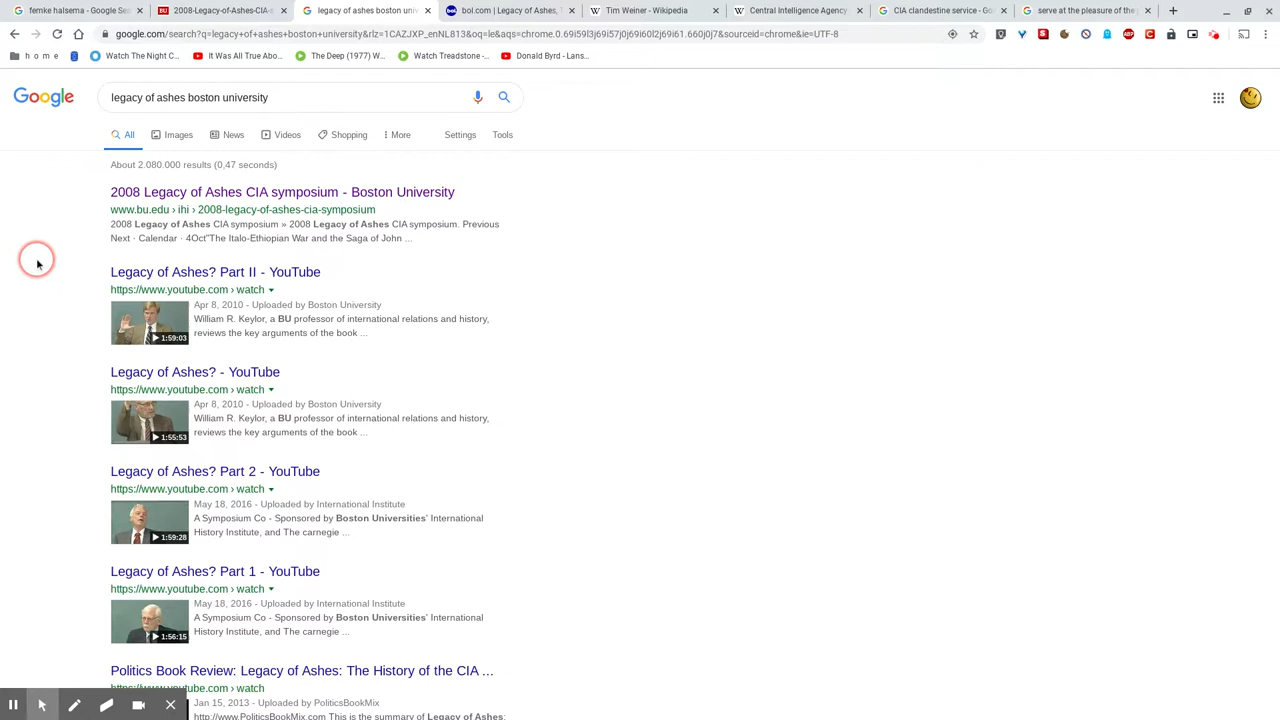 femke halsema - Google Sea
2008-Legacy-of-Ashes-CIA-s
legacy of ashes boston univ
bol.com | Legacy of Ashes, T
Tim Weiner - Wikipedia
Central Intelligence Agency
CIA clandestine service - Go
serve at the pleasure of the p
google.com/search?q=legacy+of+ashes+boston+university&rlz=1CAZJXP_enNL813&oq=le&aqs=chrome.0.69i59l3j69i57j0j69i60l2j69i61.660j0j7&sourceid=chrome&ie=UTF-8
h o m e
Watch The Night C...
It Was All True Abo...
The Deep (1977) W...
Watch Treadstone -...
Donald Byrd - Lans...
Google
legacy of ashes boston university
All
Images
News
Videos
Shopping
More
Settings
Tools
About 2.080.000 results (0,47 seconds)
2008 Legacy of Ashes CIA symposium - Boston University
www.bu.edu › ihi › 2008-legacy-of-ashes-cia-symposium
2008 Legacy of Ashes CIA symposium » 2008 Legacy of Ashes CIA symposium. Previous
Next · Calendar · 4Oct"The Italo-Ethiopian War and the Saga of John ...
Legacy of Ashes? Part II - YouTube
https://www.youtube.com › watch
Apr 8, 2010 - Uploaded by Boston University
William R. Keylor, a BU professor of international relations and history,
reviews the key arguments of the book ...
1:59:03
Legacy of Ashes? - YouTube
https://www.youtube.com › watch
Apr 8, 2010 - Uploaded by Boston University
William R. Keylor, a BU professor of international relations and history,
reviews the key arguments of the book ...
1:55:53
Legacy of Ashes? Part 2 - YouTube
https://www.youtube.com › watch
May 18, 2016 - Uploaded by International Institute
A Symposium Co - Sponsored by Boston Universities' International
History Institute, and The carnegie ...
1:59:28
Legacy of Ashes? Part 1 - YouTube
https://www.youtube.com › watch
May 18, 2016 - Uploaded by International Institute
A Symposium Co - Sponsored by Boston Universities' International
History Institute, and The carnegie ...
1:56:15
Politics Book Review: Legacy of Ashes: The History of the CIA ...
https://www.youtube.com › watch
Jan 15, 2013 - Uploaded by PoliticsBookMix
http://www.PoliticsBookMix.com This is the summary of Legacy of Ashes: